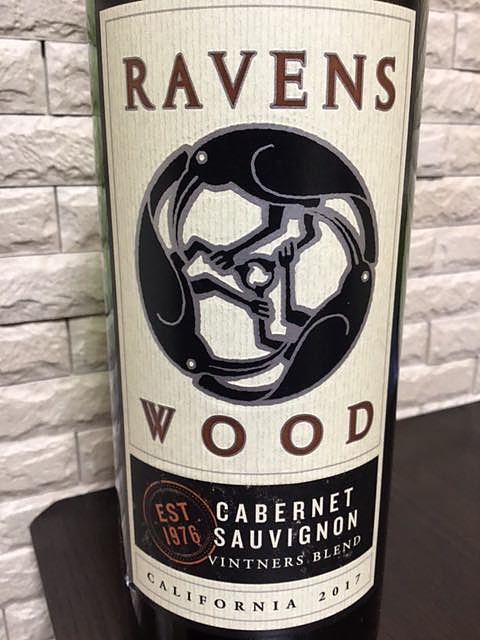 RAVENS
WOOD
EST
1976
CABERNET
SAUVIGNON
VINTNERS BLEND
CALIFORNIA 2017